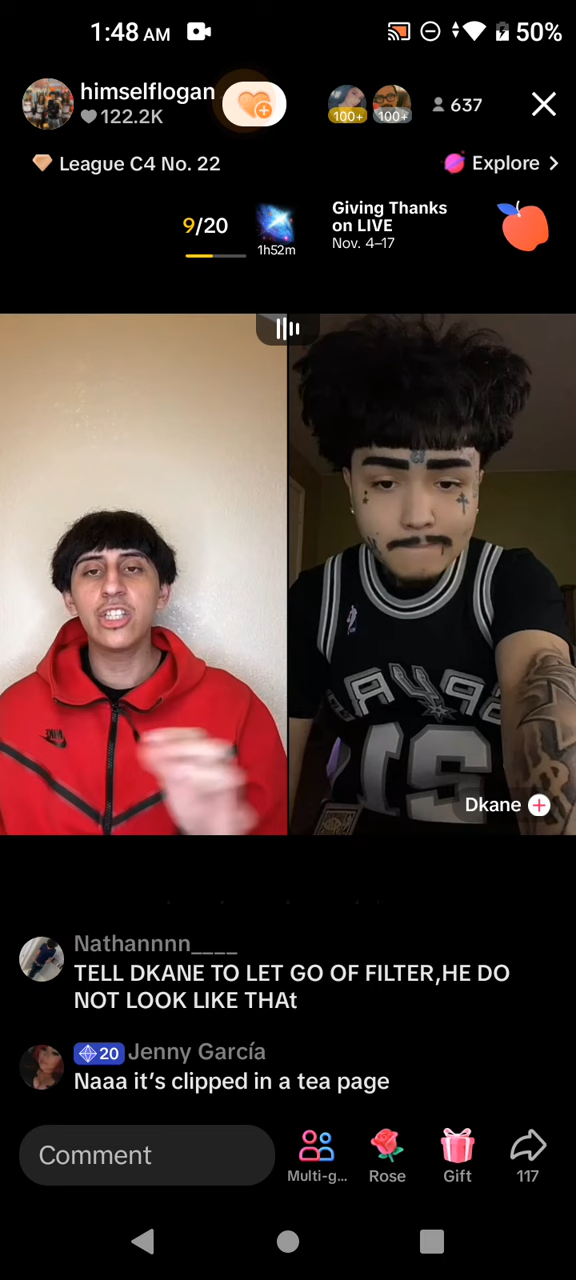 1:48 AM
50%
himselflogan
122.2K
100+
100+
637
League C4 No. 22
Explore >
9/20
1h52m
Giving Thanks
on LIVE
Nov. 4–17
SPURS
21
Dkane
Nathannnn____
TELL DKANE TO LET GO OF FILTER,HE DO
NOT LOOK LIKE THAt
20 Jenny García
Naaa it’s clipped in a tea page
Comment
Multi-g...
Rose
Gift
117